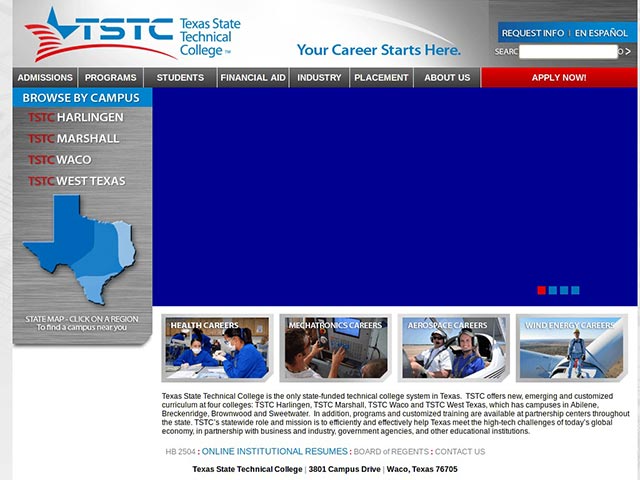 TSTC Texas State
Technical
College ™
Your Career Starts Here.
REQUEST INFO | EN ESPAÑOL
SEARC O >
ADMISSIONS PROGRAMS STUDENTS FINANCIAL AID INDUSTRY PLACEMENT ABOUT US APPLY NOW!
BROWSE BY CAMPUS
TSTC HARLINGEN
TSTC MARSHALL
TSTC WACO
TSTC WEST TEXAS
STATE MAP - CLICK ON A REGION
To find a campus near you
HEALTH CAREERS MECHATRONICS CAREERS AEROSPACE CAREERS WIND ENERGY CAREERS
Texas State Technical College is the only state-funded technical college system in Texas. TSTC offers new, emerging and customized
curriculum at four colleges: TSTC Harlingen, TSTC Marshall, TSTC Waco and TSTC West Texas, which has campuses in Abilene,
Breckenridge, Brownwood and Sweetwater. In addition, programs and customized training are available at partnership centers throughout
the state. TSTC's statewide role and mission is to efficiently and effectively help Texas meet the high-tech challenges of today's global
economy, in partnership with business and industry, government agencies, and other educational institutions.
HB 2504 : ONLINE INSTITUTIONAL RESUMES : BOARD of REGENTS : CONTACT US
Texas State Technical College | 3801 Campus Drive | Waco, Texas 76705